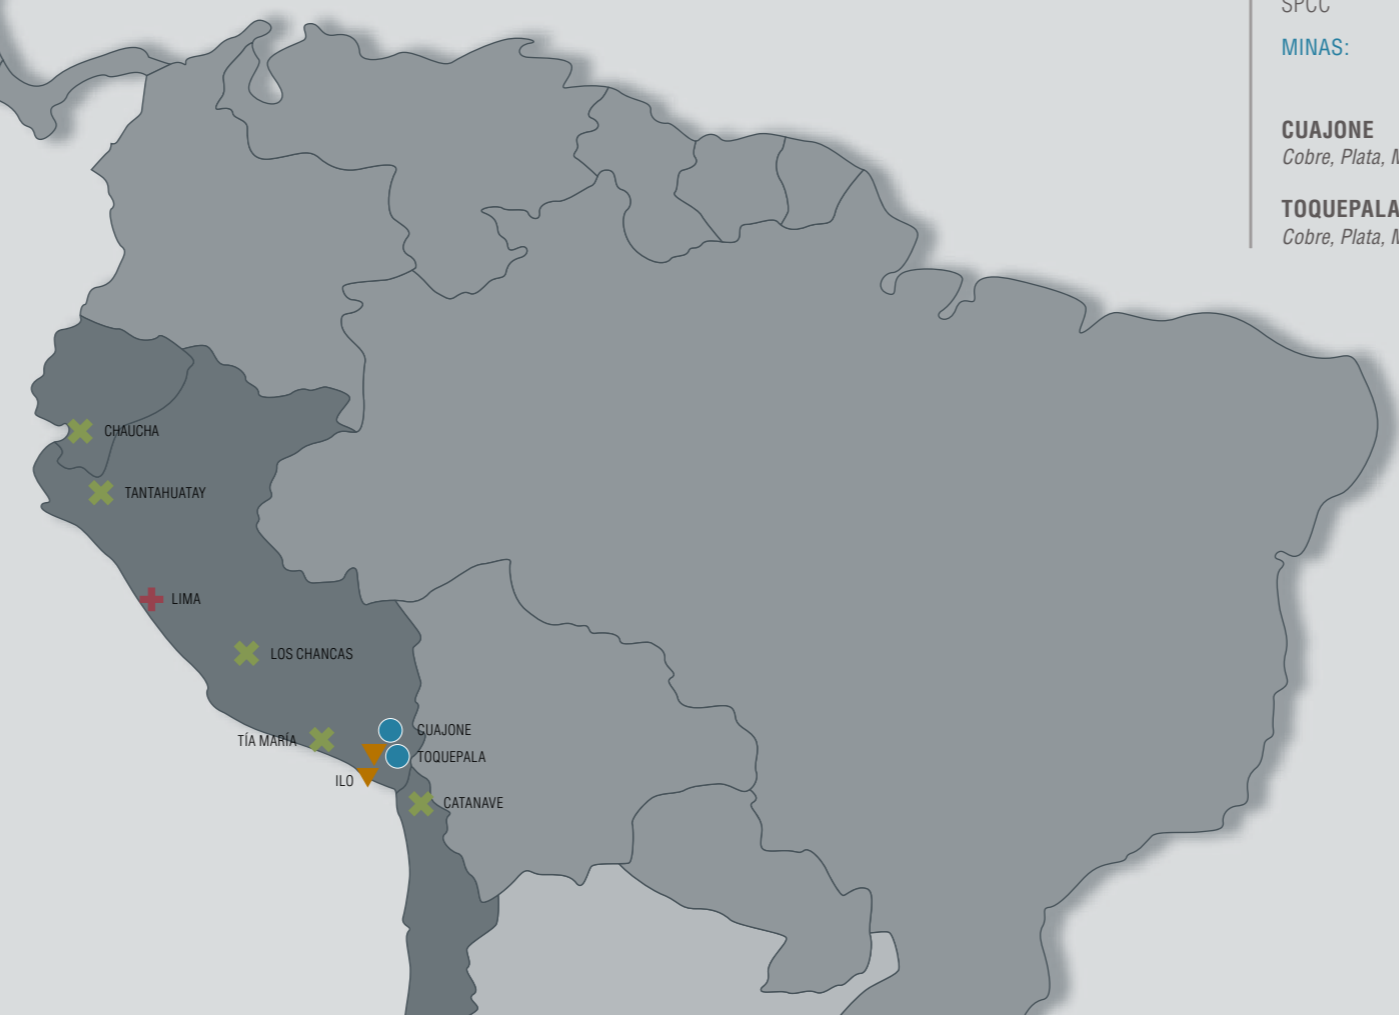 SPCC
MINAS:
CUAJONE
Cobre, Plata,
TOQUEPALA
Cobre, Plata,
CHAUCHA
TANTAHUATAY
LIMA
LOS CHANCAS
TÍA MARÍA
CUAJONE
TOQUEPALA
ILO
CATANAVE